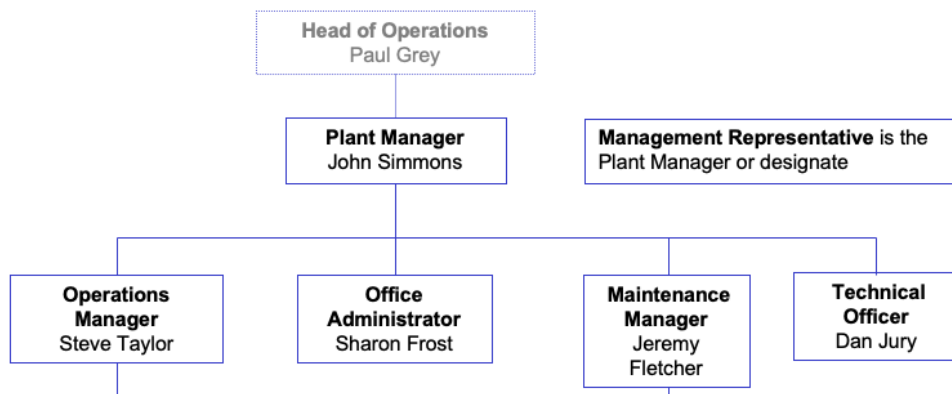 Head of Operations
Paul Grey
Plant Manager
John Simmons
Management Representative is the
Plant Manager or designate
Operations
Manager
Steve Taylor
Office
Administrator
Sharon Frost
Maintenance
Manager
Jeremy
Fletcher
Technical
Officer
Dan Jury